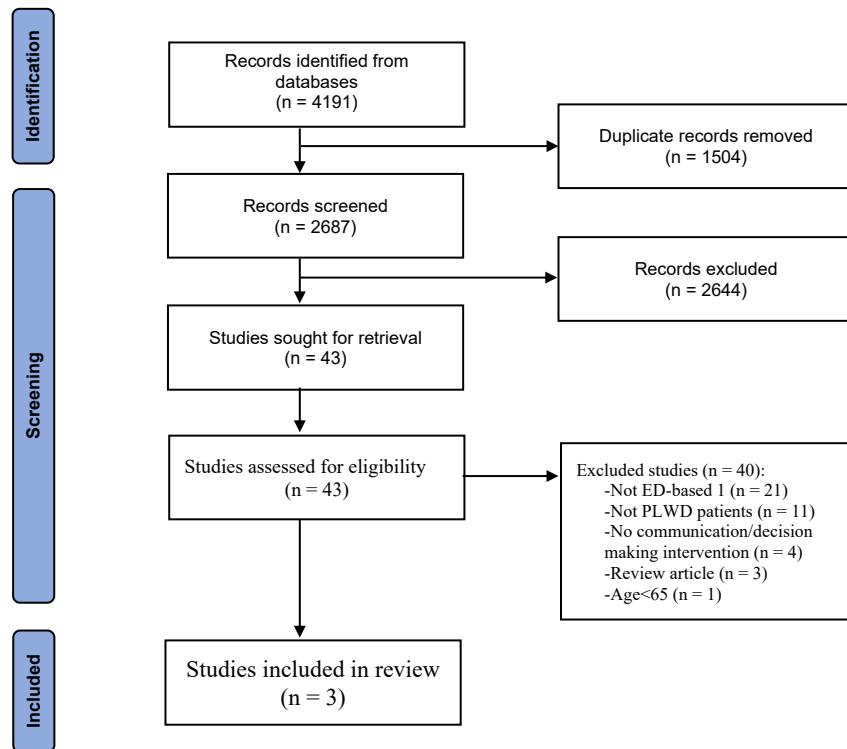 Identification
Records identified from
databases
(n = 4191)
Duplicate records removed
(n = 1504)
Screening
Records screened
(n = 2687)
Records excluded
(n = 2644)
Studies sought for retrieval
(n = 43)
Studies assessed for eligibility
(n = 43)
Excluded studies (n = 40):
-Not ED-based 1 (n = 21)
-Not PLWD patients (n = 11)
-No communication/decision
making intervention (n = 4)
-Review article (n = 3)
-Age<65 (n = 1)
Included
Studies included in review
(n = 3)